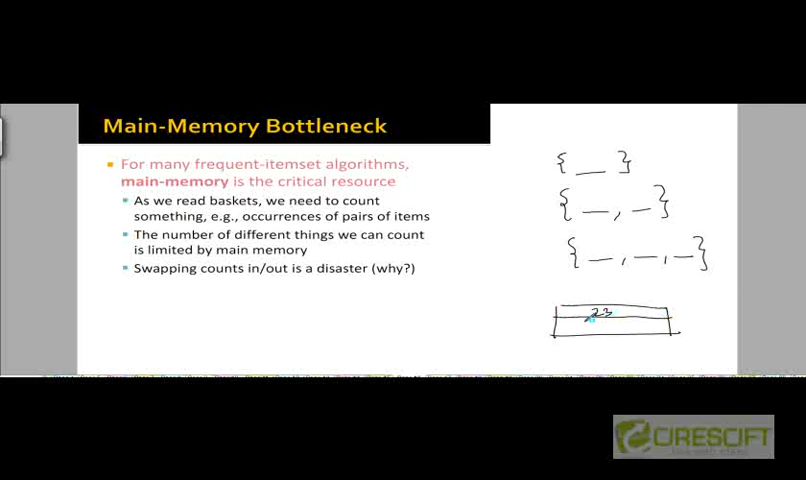 Main-Memory Bottleneck
For many frequent-itemset algorithms,
main-memory is the critical resource
As we read baskets, we need to count
something, e.g., occurrences of pairs of items
The number of different things we can count
is limited by main memory
Swapping counts in/out is a disaster (why?)
{ _ }
{ _, _ }
{ _, _, _ }
23